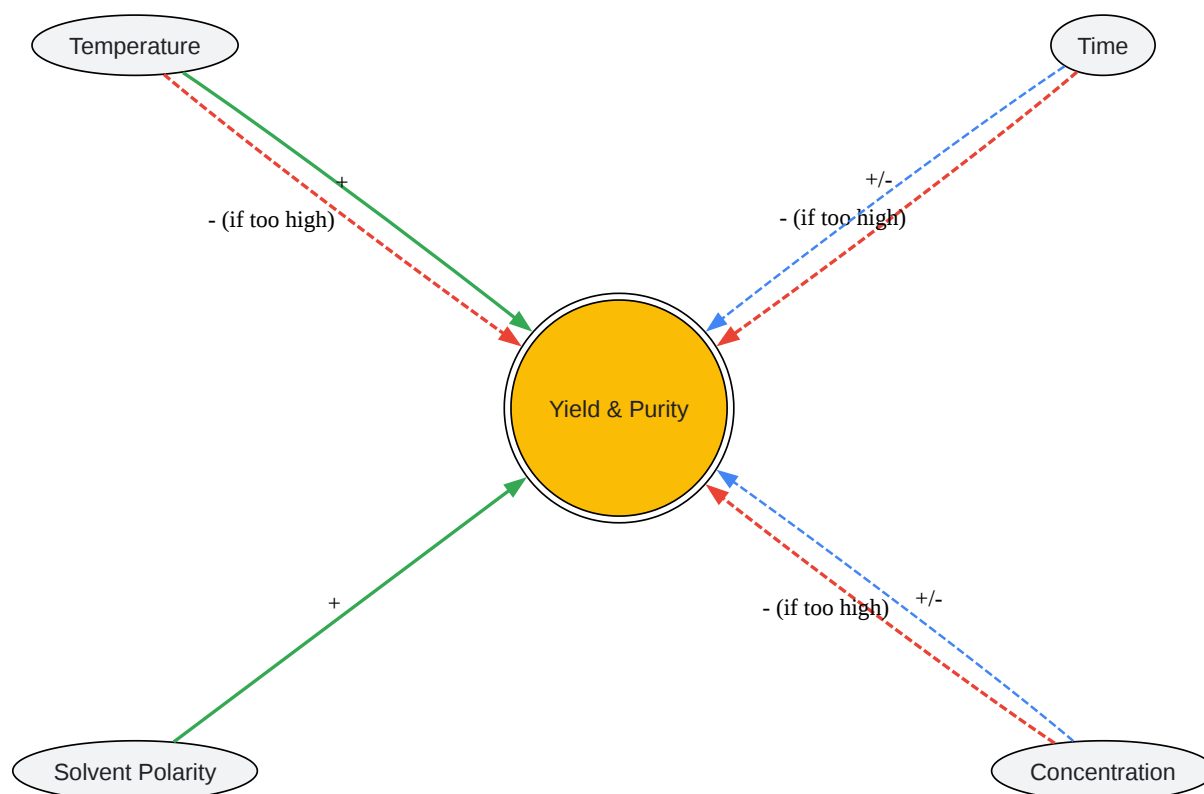 Temperature
Time
+
+/-
- (if too high)
- (if too high)
Yield & Purity
+
+/-
- (if too high)
Solvent Polarity
Concentration